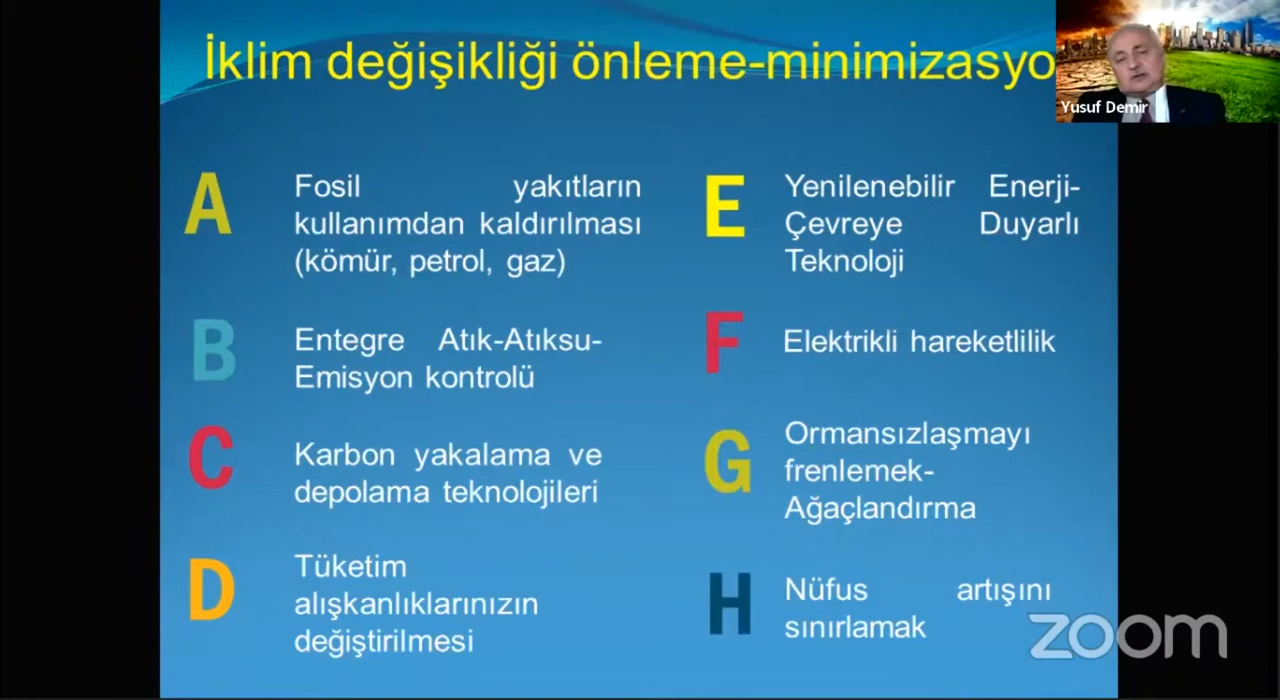 İklim değişikliği önleme-minimizasyo
Yusuf Demir
A
Fosil yakıtların
kullanımdan kaldırılması
(kömür, petrol, gaz)
B
Entegre Atık-Atıksu-
Emisyon kontrolü
C
Karbon yakalama ve
depolama teknolojileri
D
Tüketim
alışkanlıklarınızın
değiştirilmesi
E
Yenilenebilir Enerji-
Çevreye Duyarlı
Teknoloji
F
Elektrikli hareketlilik
G
Ormansızlaşmayı
frenlemek-
Ağaçlandırma
H
Nüfus artışını
sınırlamak
zoom